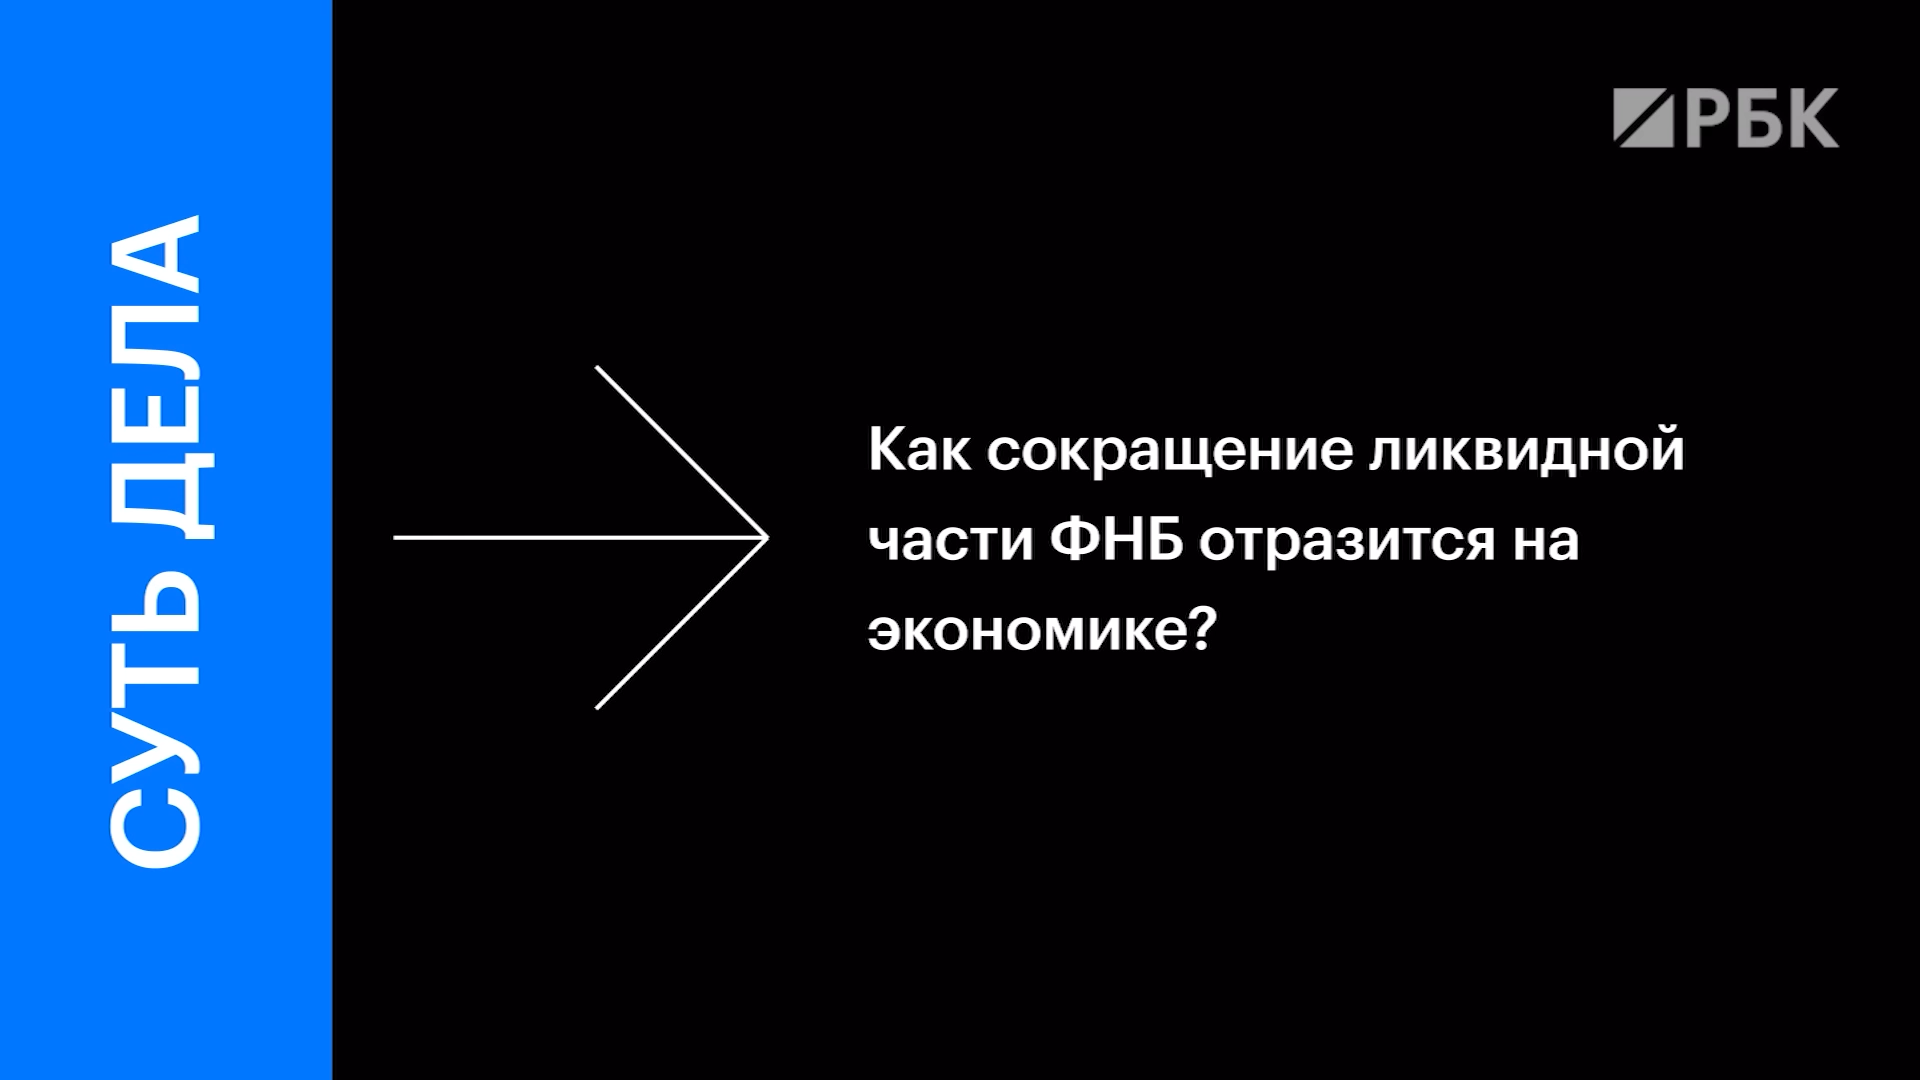 СУТЬ ДЕЛА
РБК
Как сокращение ликвидной
части ФНБ отразится на
экономике?